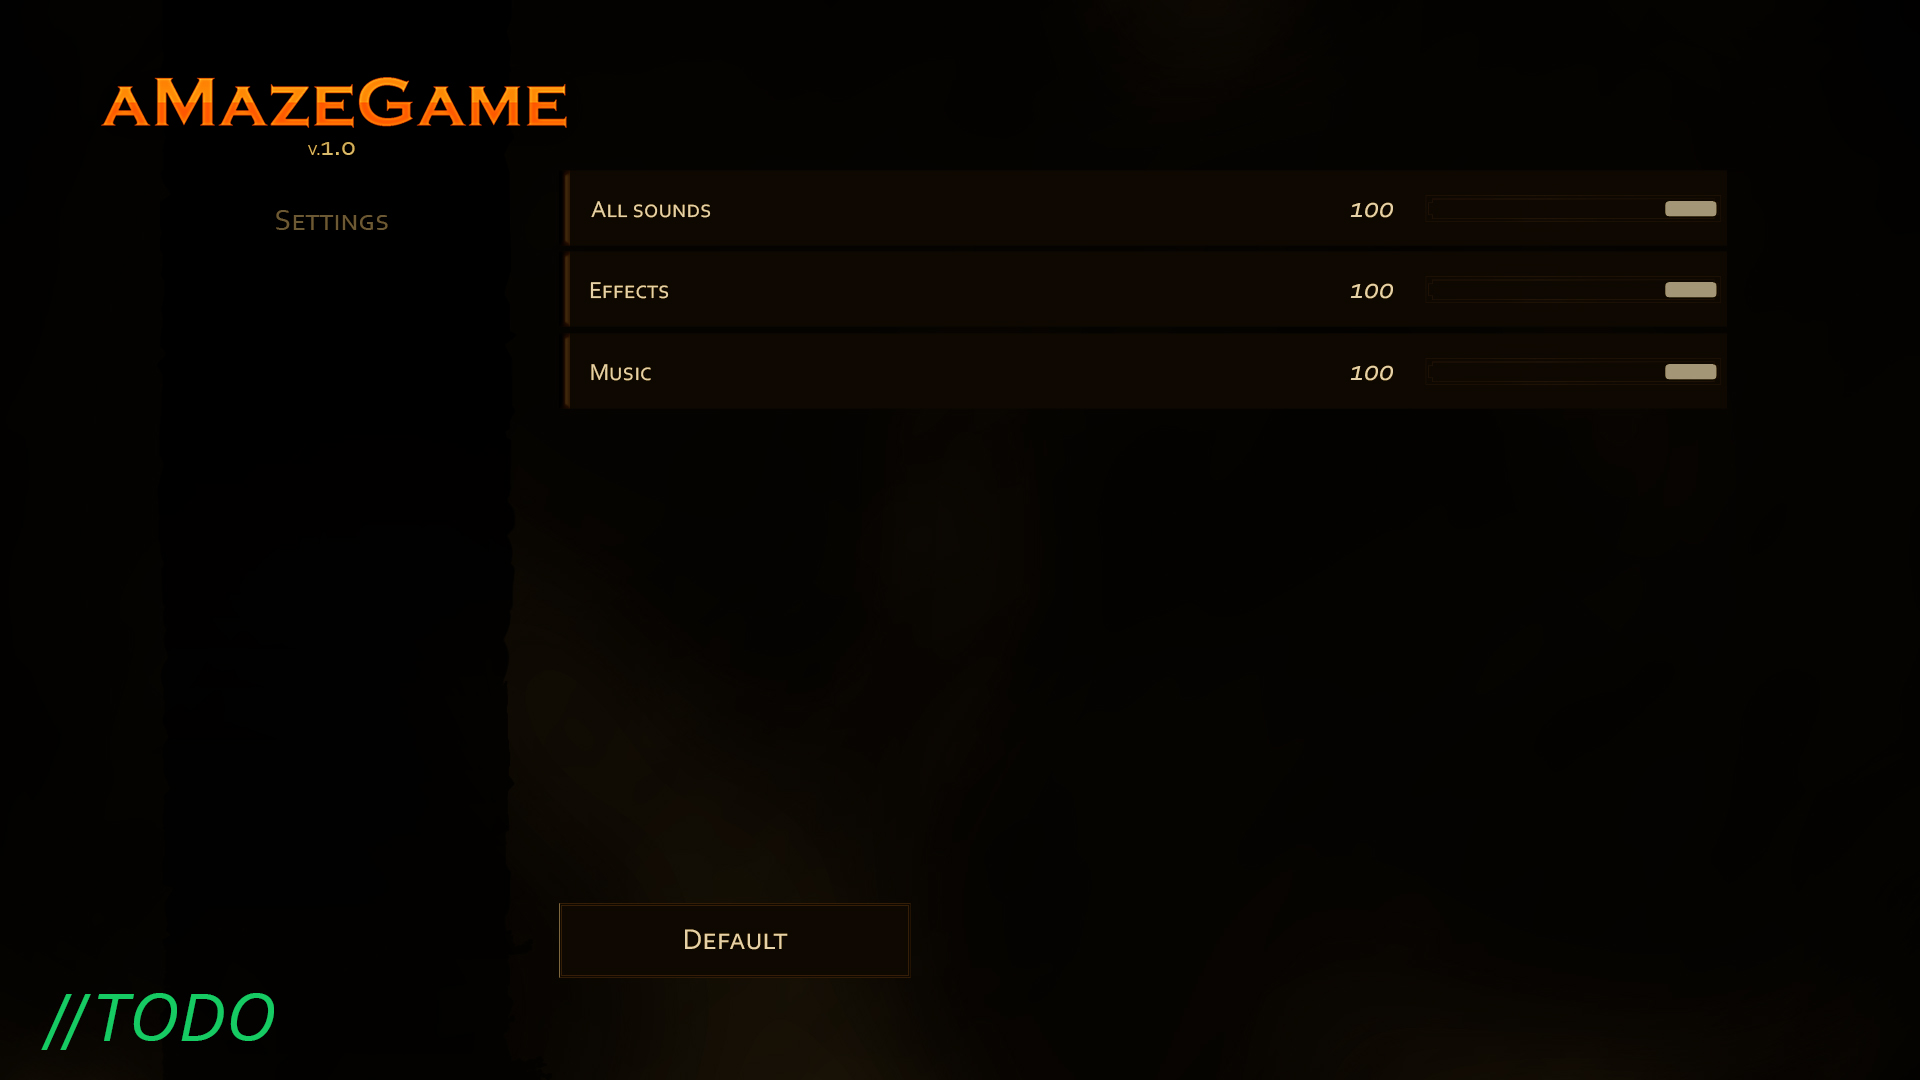 aMazeGame
v.1.0
Settings
All sounds 100
Effects 100
Music 100
Default
//TODO